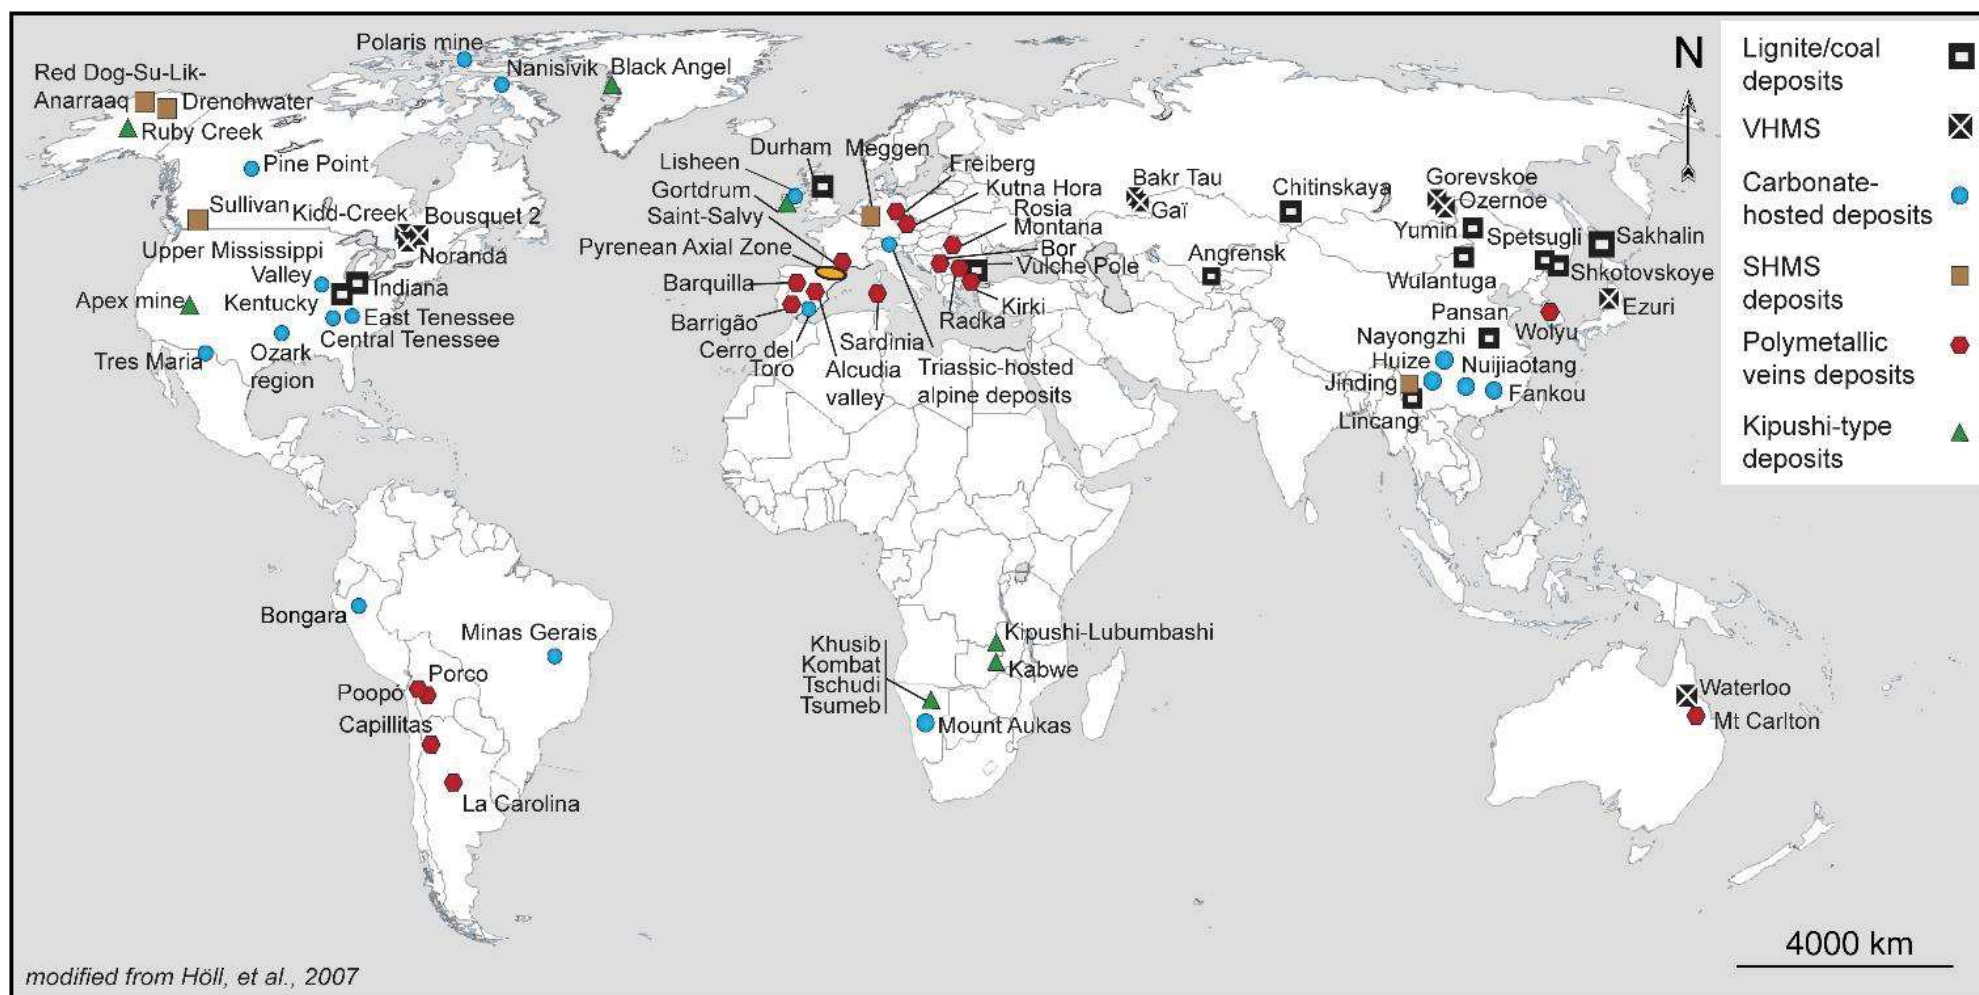 Polaris mine
Nanisivik
Black Angel
Red Dog-Su-Lik-
Anarraaq
Drenchwater
Ruby Creek
Pine Point
Sullivan
Kidd-Creek
Bousquet 2
Noranda
Upper Mississippi
Valley
Kentucky
Indiana
Apex mine
East Tenessee
Central Tenessee
Tres Maria
Ozark
region
Lisheen
Durham
Meggen
Freiberg
Gortdrum
Kutna Hora
Saint-Salvy
Rosia
Montana
Pyrenean Axial Zone
Bor
Vulche Pole
Barquilla
Kirki
Barrigão
Radka
Sardinia
Cerro del
Toro
Alcudia
valley
Triassic-hosted
alpine deposits
Bakr Tau
Gaï
Chitinskaya
Gorevskoe
Ozernoe
Yumin
Spetsugli
Sakhalin
Angrensk
Wulantuga
Shkotovskoye
Ezuri
Pansan
Wolyu
Nayongzhi
Huize
Nuijiaotang
Jinding
Fankou
Lincang
Bongara
Minas Gerais
Porco
Poopó
Capillitas
La Carolina
Khusib
Kombat
Tschudi
Tsumeb
Kipushi-Lubumbashi
Kabwe
Mount Aukas
Waterloo
Mt Carlton
N
Lignite/coal
deposits
VHMS
Carbonate-
hosted deposits
SHMS
deposits
Polymetallic
veins deposits
Kipushi-type
deposits
4000 km
modified from Höll, et al., 2007